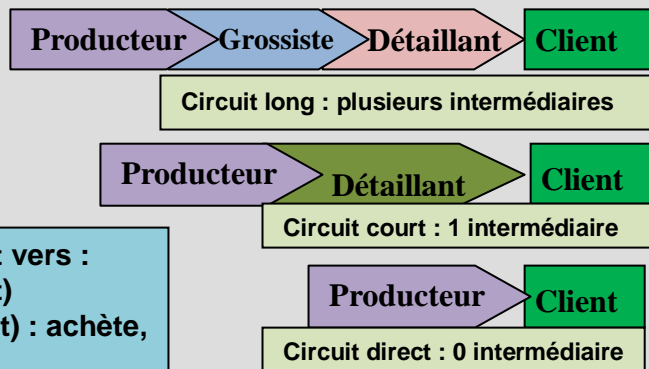 Producteur Grossiste Détaillant Client
Circuit long : plusieurs intermédiaires
Producteur Détaillant Client
Circuit court : 1 intermédiaire
vers :
Producteur Client
t) : achète,
Circuit direct : 0 intermédiaire